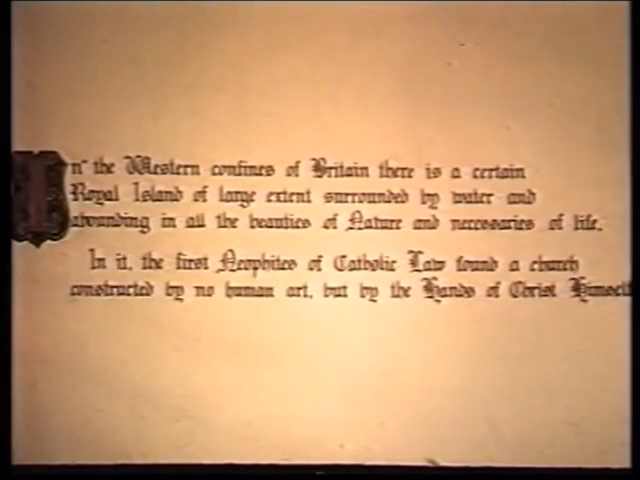 In the Western confines of Britain there is a certain
Royal Island of large extent surrounded by water and
abounding in all the beauties of Nature and necessaries of life.
In it, the first Neophites of Catholic Law found a church
constructed by no human art, but by the Hands of Christ Himself